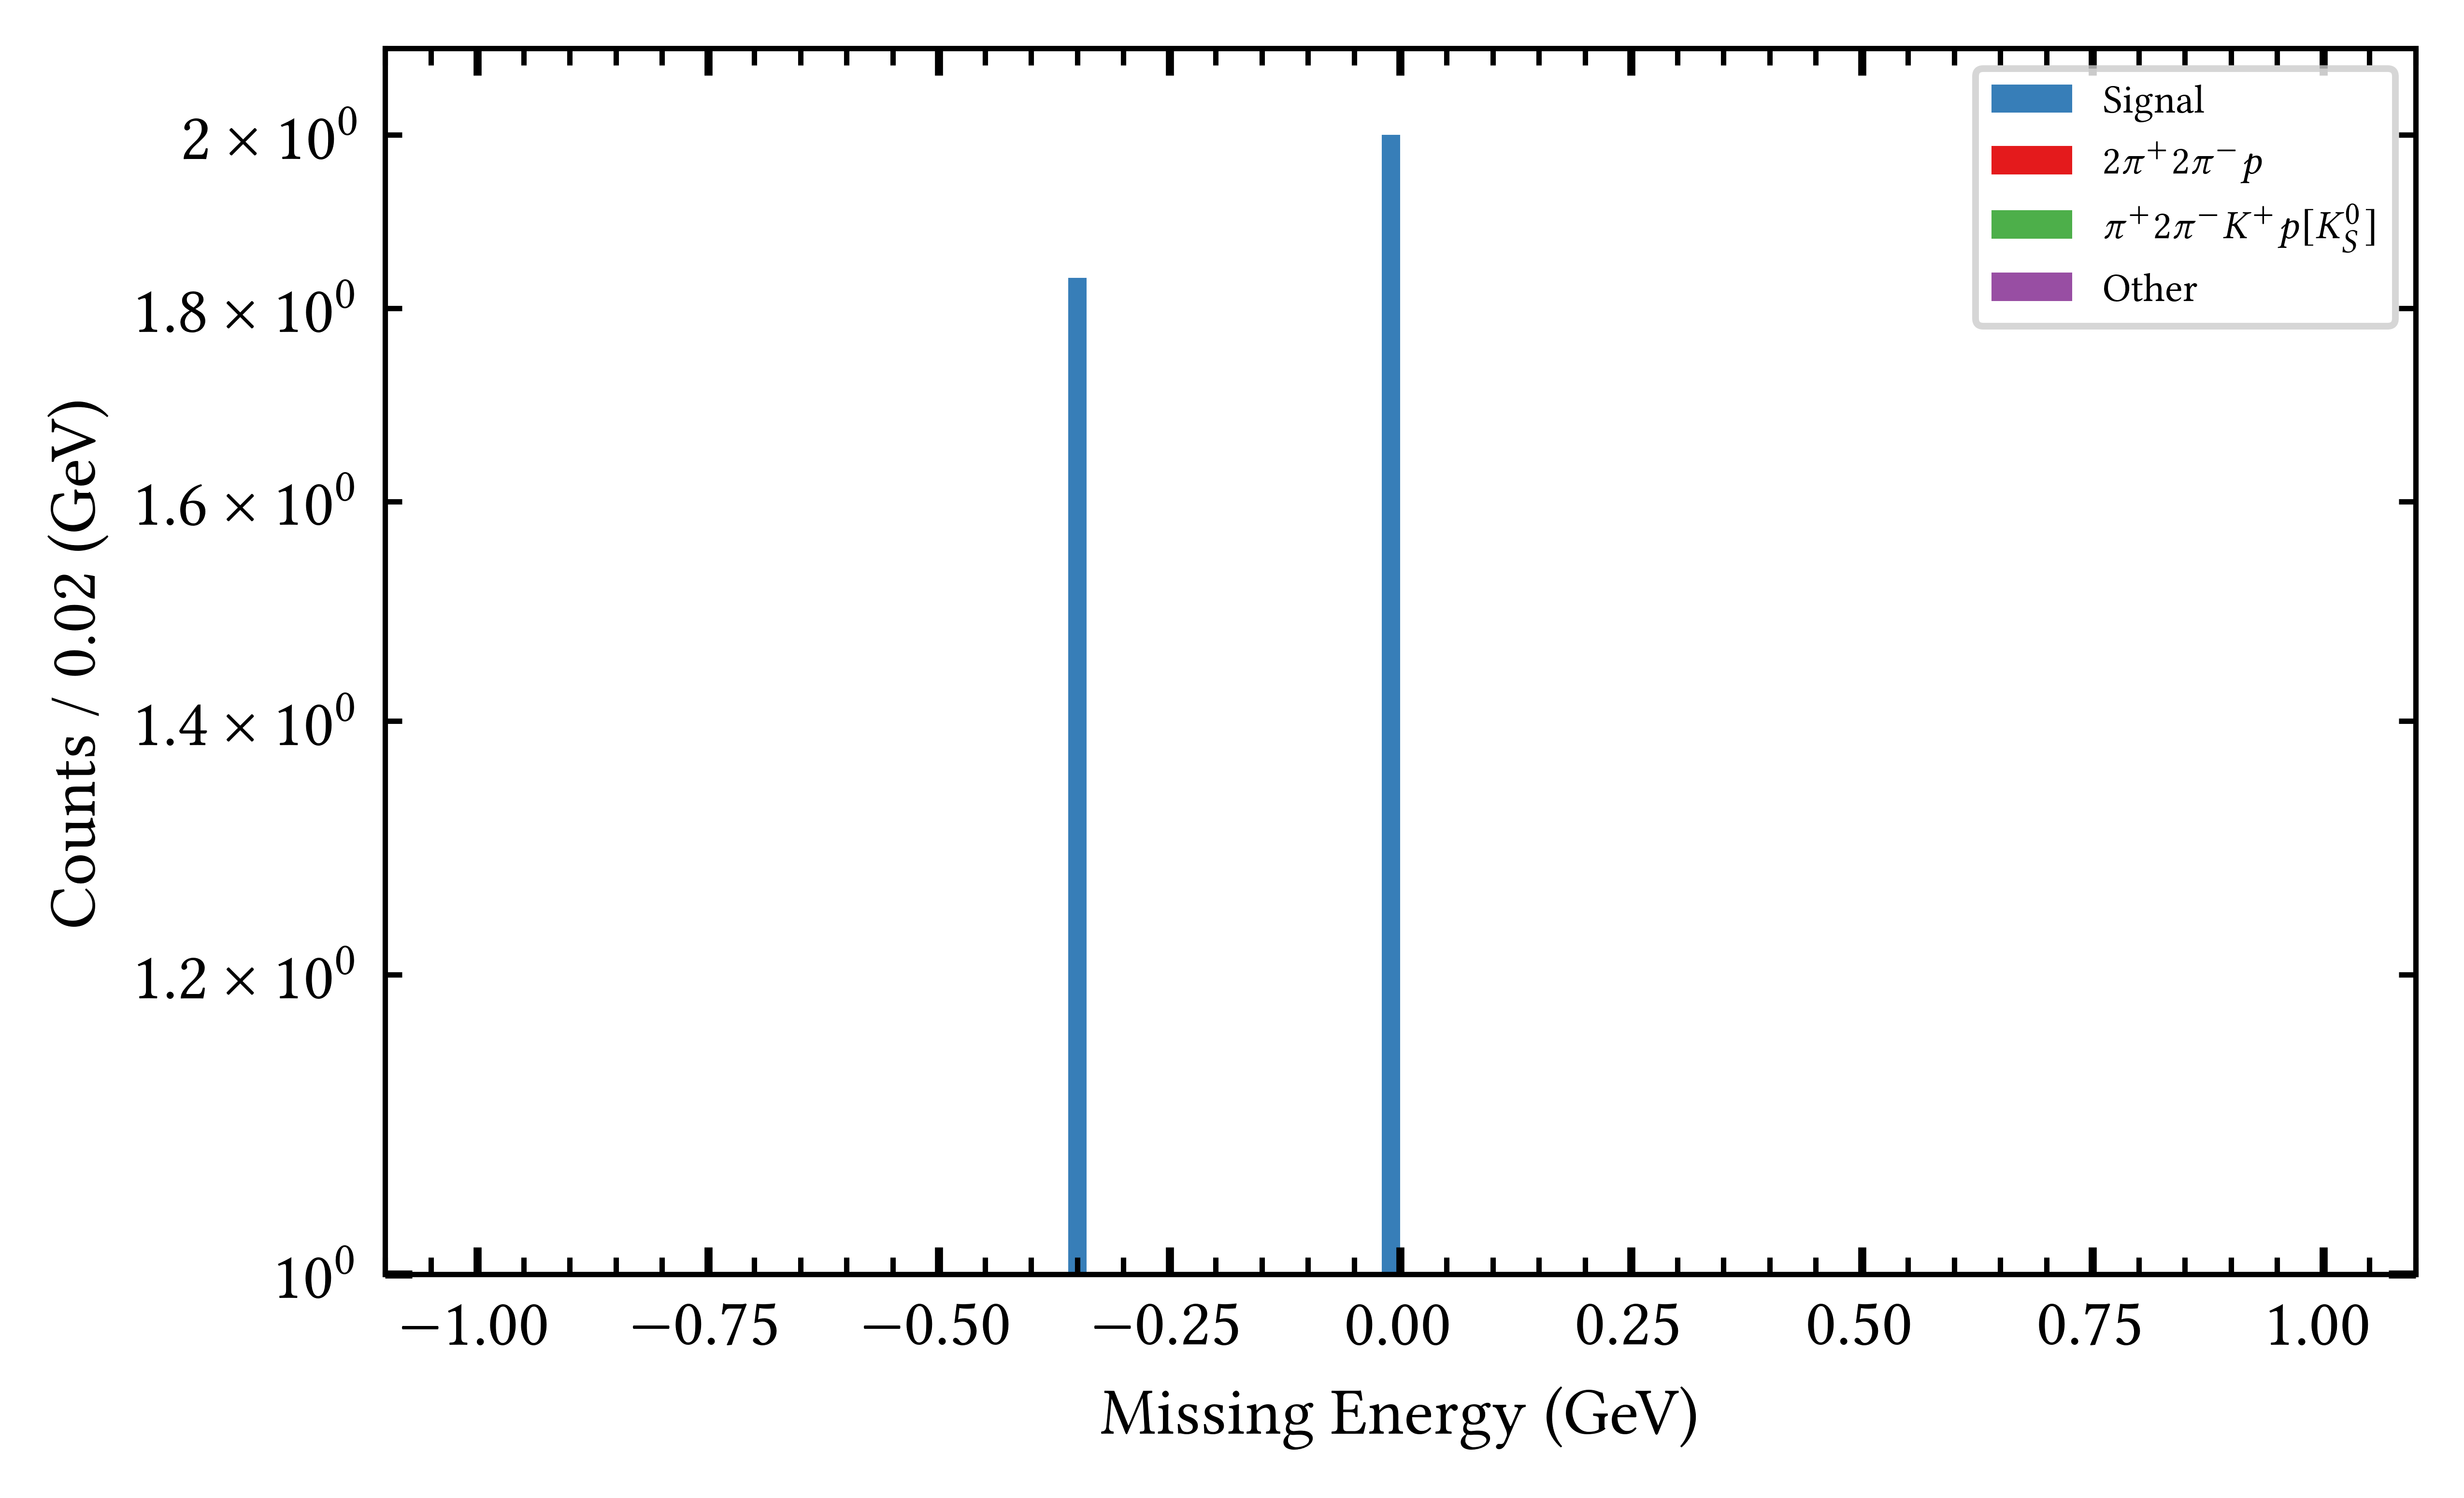 Counts / 0.02 (GeV)
2 × 10⁰
1.8 × 10⁰
1.6 × 10⁰
1.4 × 10⁰
1.2 × 10⁰
10⁰
Signal
2π⁺2π⁻p
π⁺2π⁻K⁺p[K⁰_S]
Other
−1.00 −0.75 −0.50 −0.25 0.00 0.25 0.50 0.75 1.00
Missing Energy (GeV)